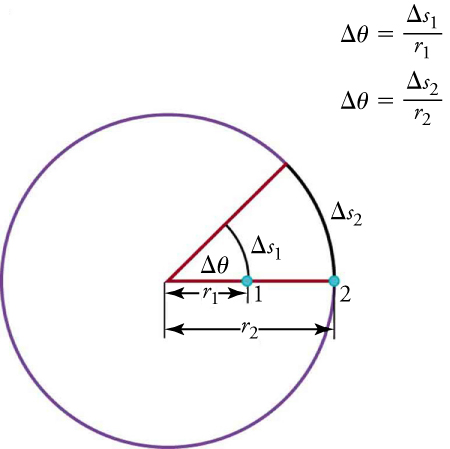 Δθ = Δs₁/r₁
Δθ = Δs₂/r₂
Δs₂
Δs₁
Δθ
r₁
1
2
r₂